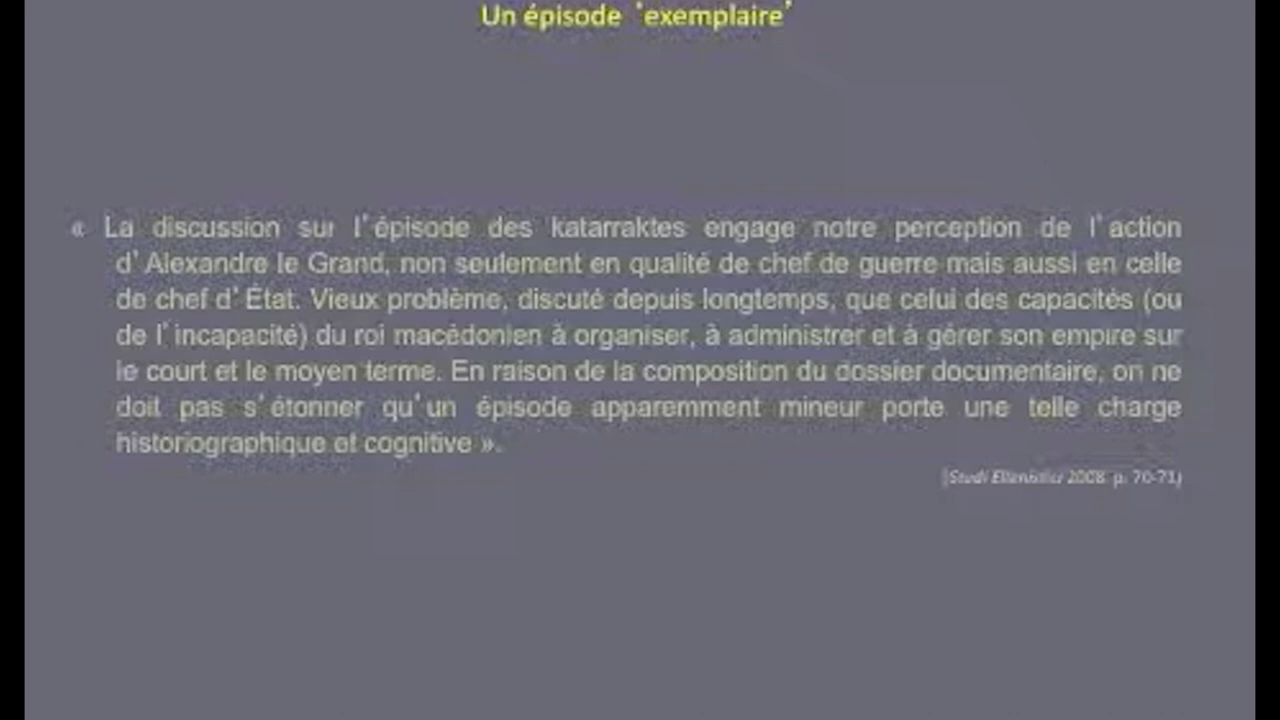 Un épisode 'exemplaire'
« La discussion sur l'épisode des katarraktes engage notre perception de l'action
d'Alexandre le Grand, non seulement en qualité de chef de guerre mais aussi en celle
de chef d'État. Vieux problème, discuté depuis longtemps, que celui des capacités (ou
de l'incapacité) du roi macédonien à organiser, à administrer et à gérer son empire sur
le court et le moyen terme. En raison de la composition du dossier documentaire, on ne
doit pas s'étonner qu'un épisode apparemment mineur porte une telle charge
historiographique et cognitive ».
(Studi Ellenistici 2008, p. 70-71)